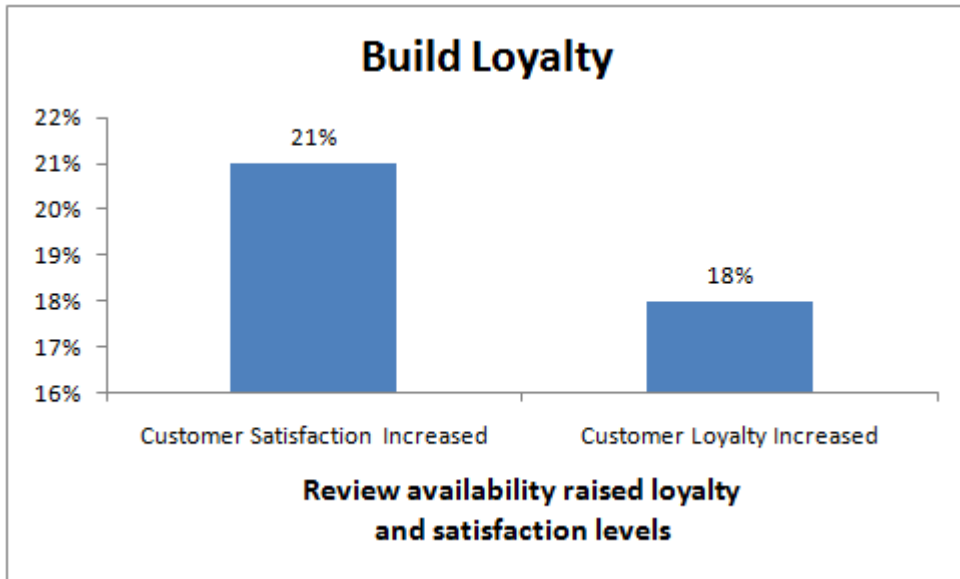 Build Loyalty
22%
21%
21%
20%
19%
18%
18%
17%
16%
Customer Satisfaction Increased
Customer Loyalty Increased
Review availability raised loyalty
and satisfaction levels